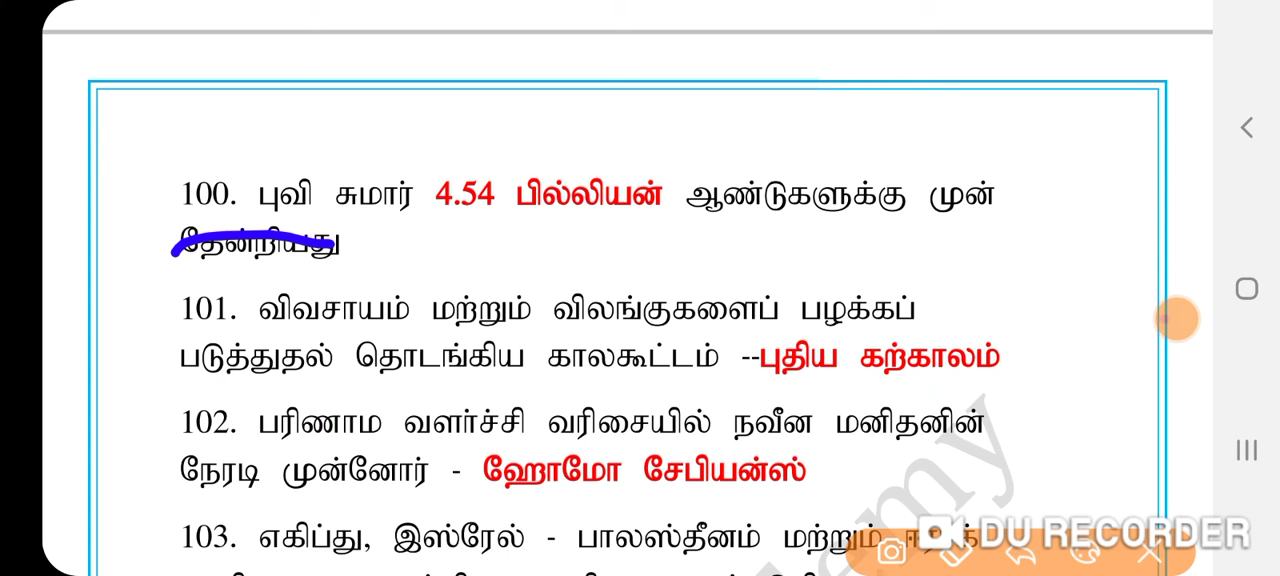 100. புவி சுமார் 4.54 பில்லியன் ஆண்டுகளுக்கு முன்
தேன்றியது
101. விவசாயம் மற்றும் விலங்குகளைப் பழக்கப்
படுத்துதல் தொடங்கிய காலகூட்டம் --புதிய கற்காலம்
102. பரிணாம வளர்ச்சி வரிசையில் நவீன மனிதனின்
நேரடி முன்னோர் - ஹோமோ சேபியன்ஸ்
103. எகிப்து, இஸ்ரேல் - பாலஸ்தீனம் மற்றும்
DU RECORDER